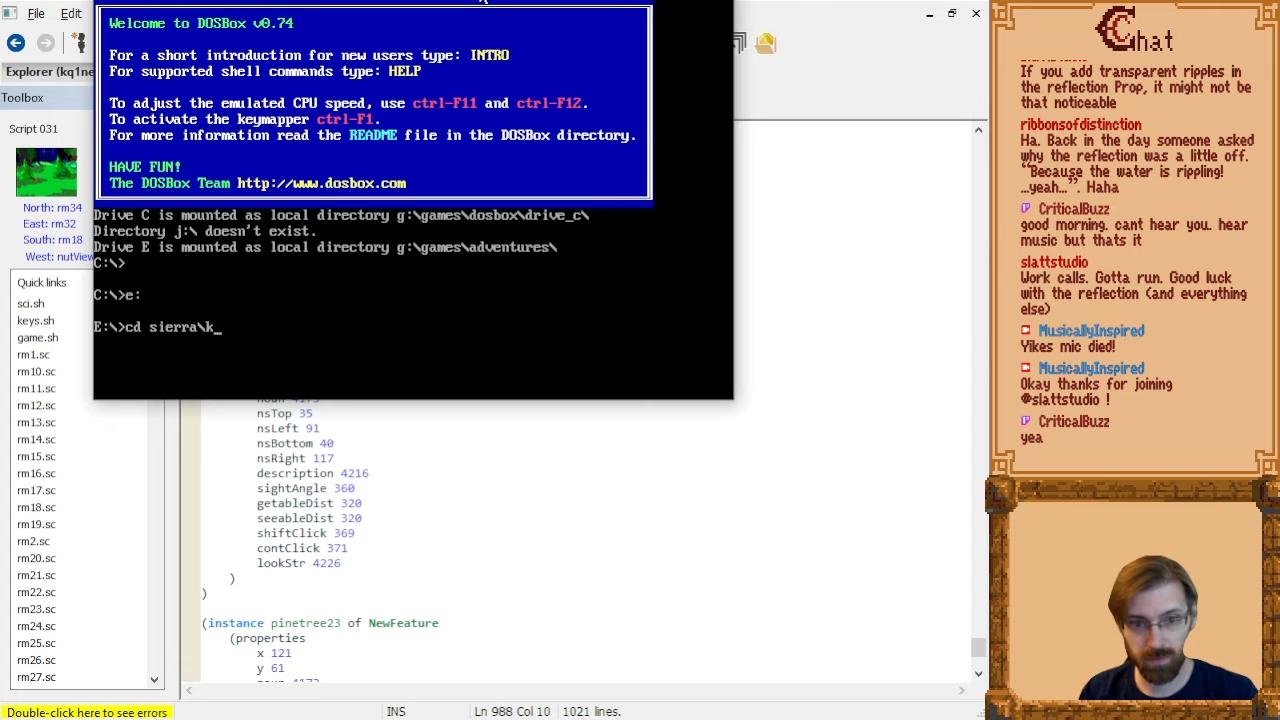 File Edit
Explorer (kq1ne
Toolbox
Script 031
North: rm34
East: rm32
South: rm18
West: nutView
Quick links
sci.sh
keys.sh
game.sh
rm1.sc
rm10.sc
rm11.sc
rm12.sc
rm13.sc
rm14.sc
rm15.sc
rm16.sc
rm17.sc
rm18.sc
rm19.sc
rm2.sc
rm20.sc
rm21.sc
rm22.sc
rm23.sc
rm24.sc
rm25.sc
rm26.sc
rm27.sc
Welcome to DOSBox v0.74
For a short introduction for new users type: INTRO
For supported shell commands type: HELP
To adjust the emulated CPU speed, use ctrl-F11 and ctrl-F12.
To activate the keymapper ctrl-F1.
For more information read the README file in the DOSBox directory.
HAVE FUN!
The DOSBox Team http://www.dosbox.com
Drive C is mounted as local directory g:\games\dosbox\drive_c\
Directory j:\ doesn't exist.
Drive E is mounted as local directory g:\games\adventures\
C:\>
C:\>e:
E:\>cd sierra\k_
nsTop 35
nsLeft 91
nsBottom 40
nsRight 117
description 4216
sightAngle 360
getableDist 320
seeableDist 320
shiftClick 369
contClick 371
lookStr 4226
)
)
(instance pinetree23 of NewFeature
(properties
x 121
y 61
Double-click here to see errors
INS
Ln 988 Col 10
1021 lines.
Chat
If you add transparent ripples in
the reflection Prop, it might not be
that noticeable
ribbonsofdistinction
Ha. Back in the day someone asked
why the reflection was a little off.
"Because the water is rippling!
...yeah...". Haha
CriticalBuzz
good morning. cant hear you. hear
music but thats it
slattstudio
Work calls. Gotta run. Good luck
with the reflection (and everything
else)
MusicallyInspired
Yikes mic died!
MusicallyInspired
Okay thanks for joining
@slattstudio !
CriticalBuzz
yea